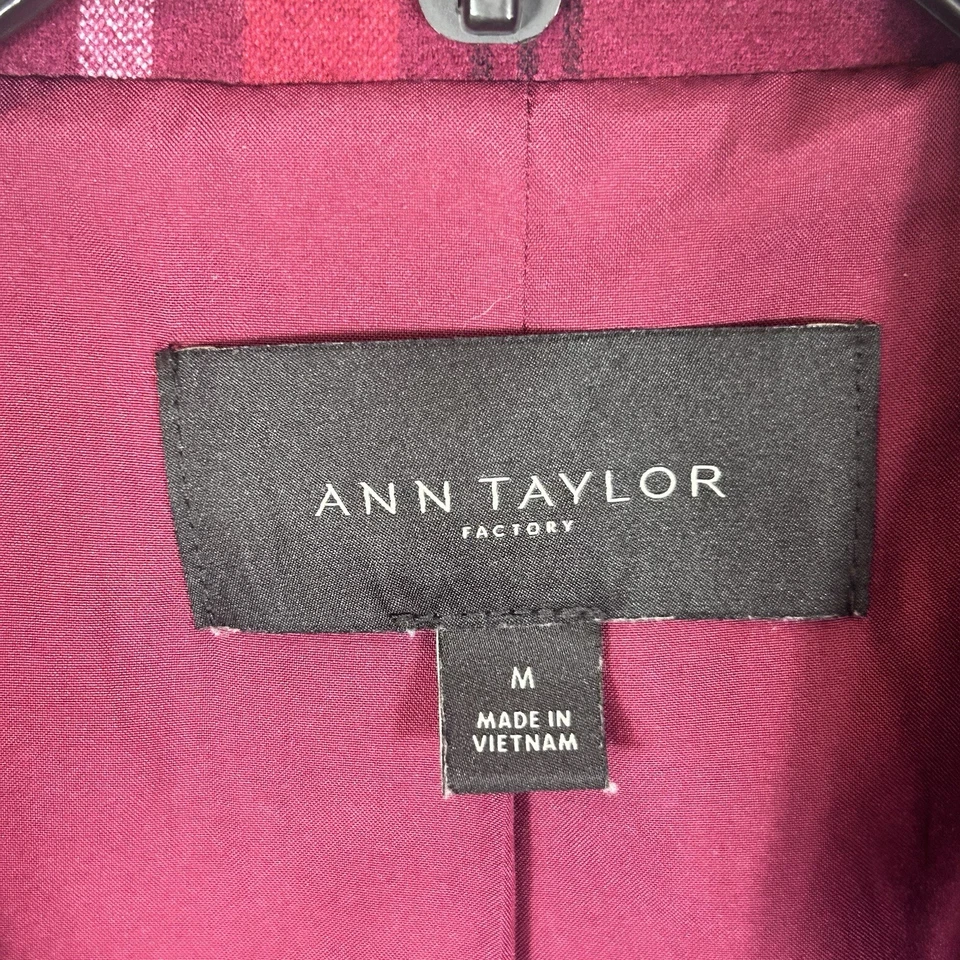 ANN TAYLOR
FACTORY
M
MADE IN
VIETNAM